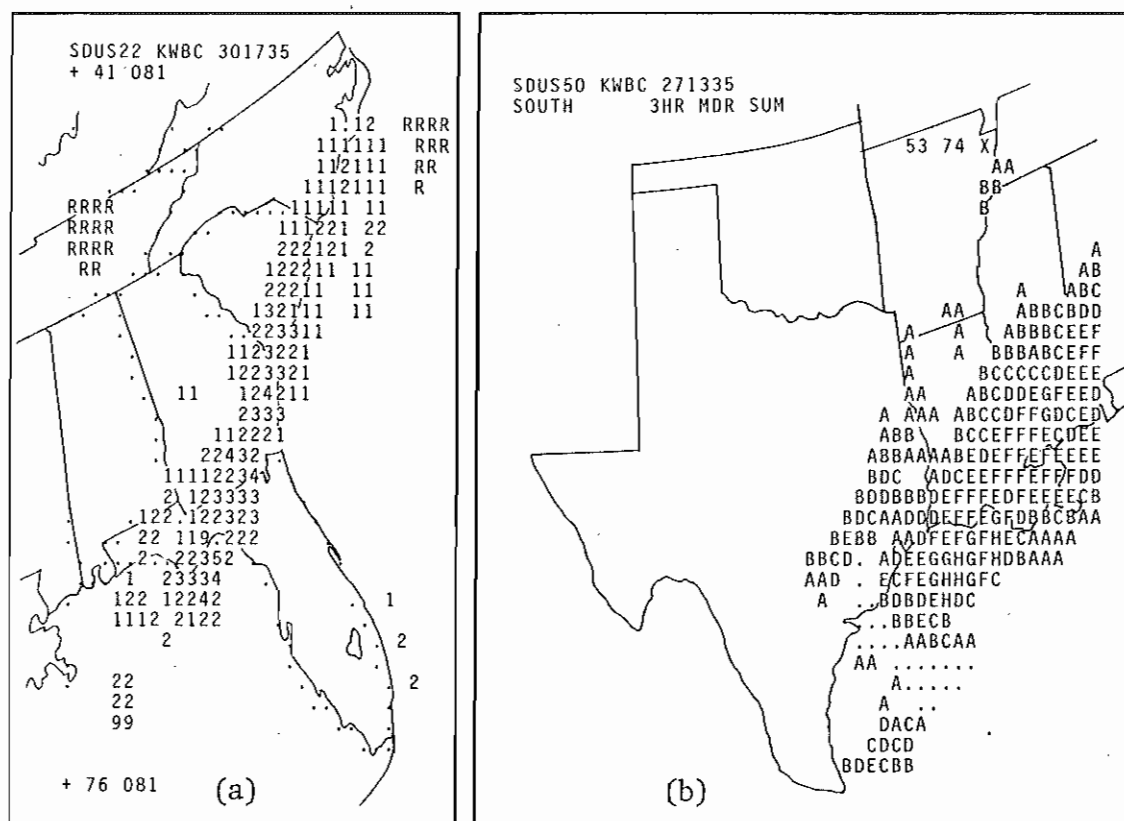 SDUS22 KWBC 301735
+ 41 081
1.12 RRRR
111111 RRR
112111 RR
1112111 R
RRRR 11111 11
RRRR 111221 22
RRRR 222121 2
RR 122211 11
22211 11
132111 11
..223311
1123221
1223321
11 124211
2333
112221
22432
11112234
2 123333
122.122323
22 119 222
2 22352
1 23334
122 12242 1
1112 2122
2 2
22 2
22
99
+ 76 081 (a)
SDUS50 KWBC 271335
SOUTH 3HR MDR SUM
53 74 X
AA
BB
B
A
AB
A ABC
AA ABBCBDD
A A ABBBCEEF
A A BBBABCEFF
A BCCCCCDEEE
AA ABCDDEGFEED
A AAA ABCCDFFGDCED
ABB BCCEFFFECDEE
ABBAAAABEDEFFEFEEEE
BDC ADCEEFFFEFFFDD
BDDBBBDEFFFEDFEEEEECB
BDCAADDDEFEFGFDBBCBAA
BEBB AADFEFGFHECAAAA
BBCD. ADEEGGHGFHDBAAA
AAD . ECFEGHHGFC
A . ..BDBDEHDC
...BBECB
....AABCAA
AA .......
A.....
A ..
DACA .
CDCD
BDECBB
(b)